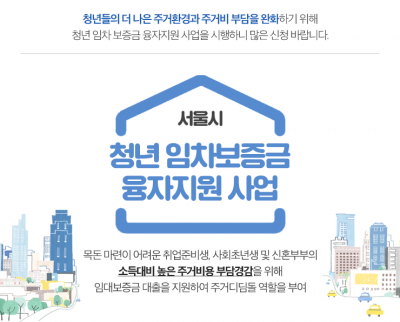 청년들의 더 나은 주거환경과 주거비 부담을 완화하기 위해
청년 임차 보증금 융자지원 사업을 시행하니 많은 신청 바랍니다.
서울시
청년 임차보증금
융자지원 사업
목돈 마련이 어려운 취업준비생, 사회초년생 및 신혼부부의
소득대비 높은 주거비용 부담경감을 위해
임대보증금 대출을 지원하여 주거디딤돌 역할을 부여